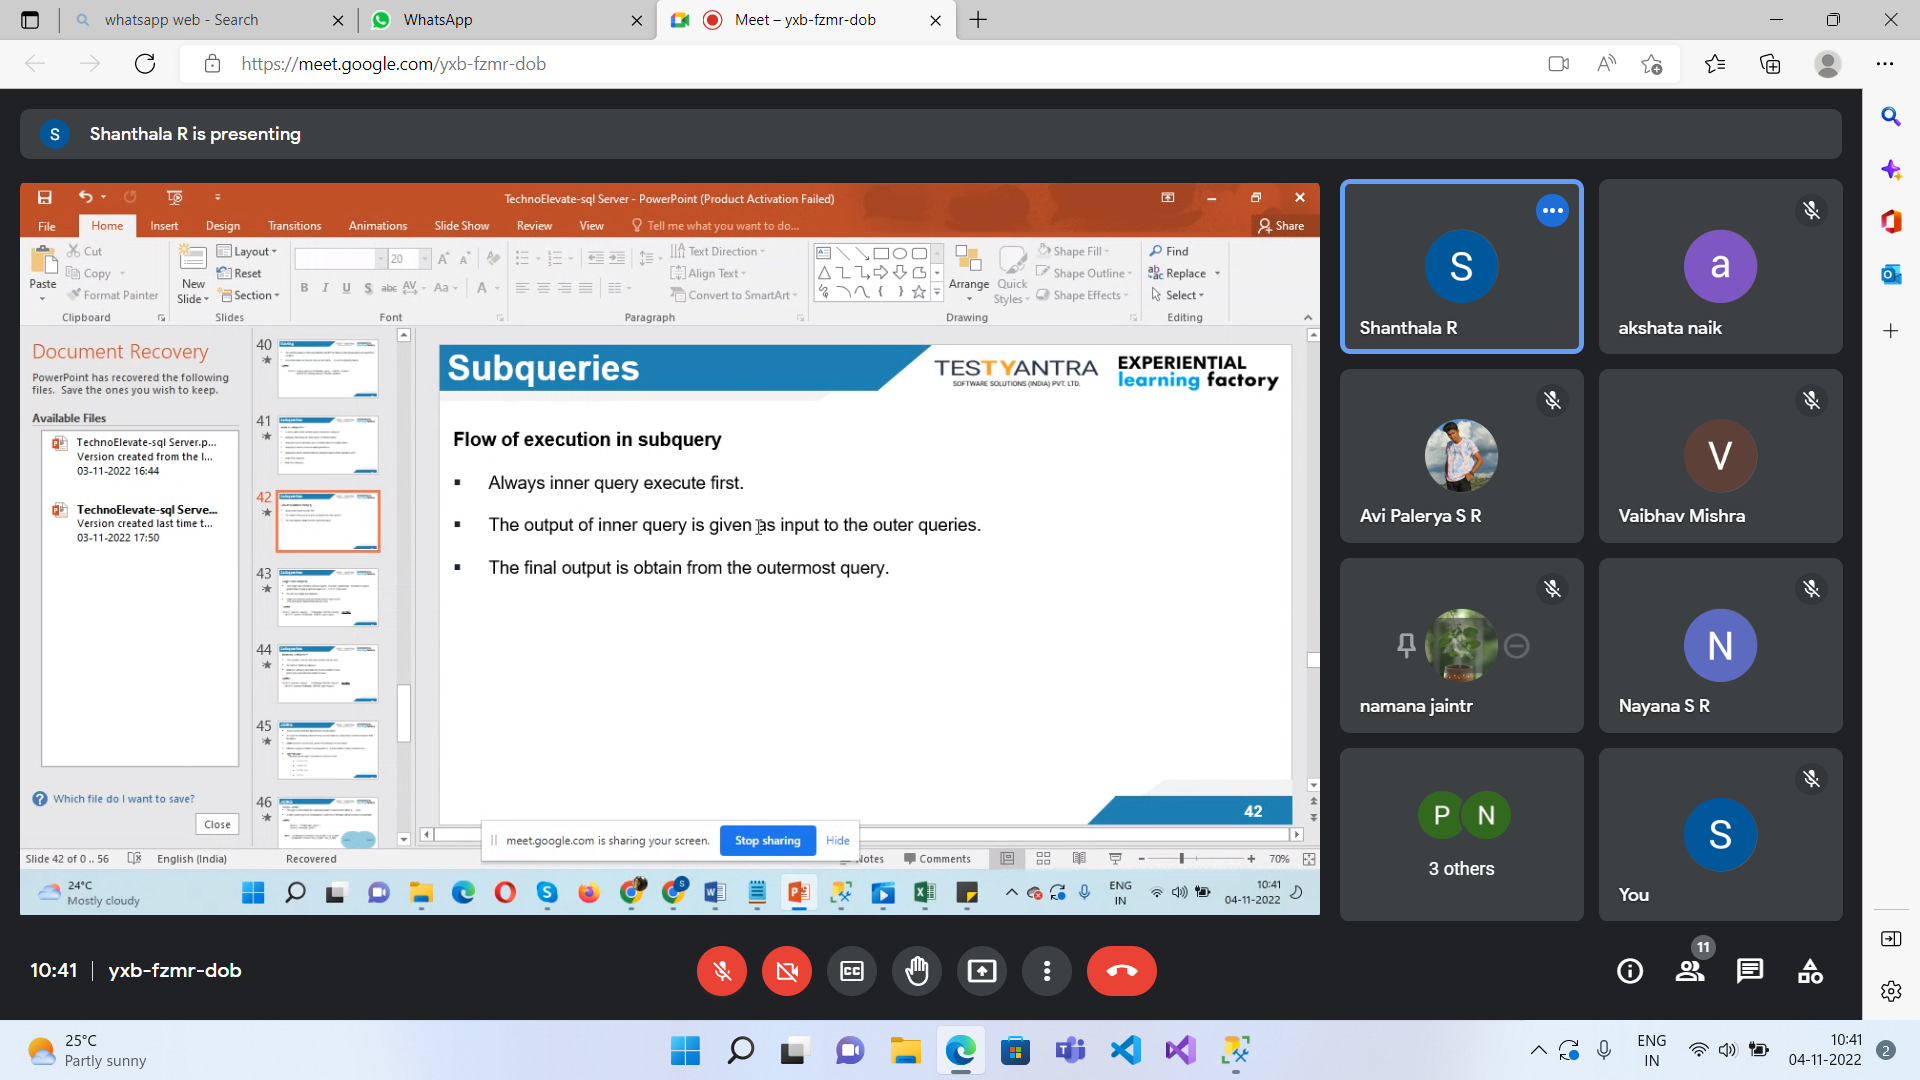 whatsapp web - Search
WhatsApp
Meet – yxb-fzmr-dob
https://meet.google.com/yxb-fzmr-dob
S
Shanthala R is presenting
TechnoElevate-sql Server - PowerPoint (Product Activation Failed)
File
Home
Insert
Design
Transitions
Animations
Slide Show
Review
View
Tell me what you want to do...
Share
Paste
Cut
Copy
Format Painter
Clipboard
New
Slide
Layout
Reset
Section
Slides
20
B I U S abc AV Aa A
Font
Text Direction
Align Text
Convert to SmartArt
Paragraph
Arrange
Quick
Styles
Shape Fill
Shape Outline
Shape Effects
Drawing
Find
Replace
Select
Editing
Document Recovery
PowerPoint has recovered the following
files. Save the ones you wish to keep.
Available Files
TechnoElevate-sql Server.p...
Version created from the l...
03-11-2022 16:44
TechnoElevate-sql Serve...
Version created last time t...
03-11-2022 17:50
Which file do I want to save?
Close
40
41
42
43
44
45
46
Subqueries
TESTYANTRA
SOFTWARE SOLUTIONS (INDIA) PVT. LTD.
EXPERIENTIAL
learning factory
Flow of execution in subquery
▪ Always inner query execute first.
▪ The output of inner query is given as input to the outer queries.
▪ The final output is obtain from the outermost query.
42
meet.google.com is sharing your screen.
Stop sharing
Hide
Slide 42 of 0 .. 56
English (India)
Recovered
Notes
Comments
70%
24°C
Mostly cloudy
ENG
IN
10:41
04-11-2022
S
Shanthala R
a
akshata naik
Avi Palerya S R
V
Vaibhav Mishra
namana jaintr
N
Nayana S R
P N
3 others
S
You
10:41 | yxb-fzmr-dob
11
25°C
Partly sunny
ENG
IN
10:41
04-11-2022
2